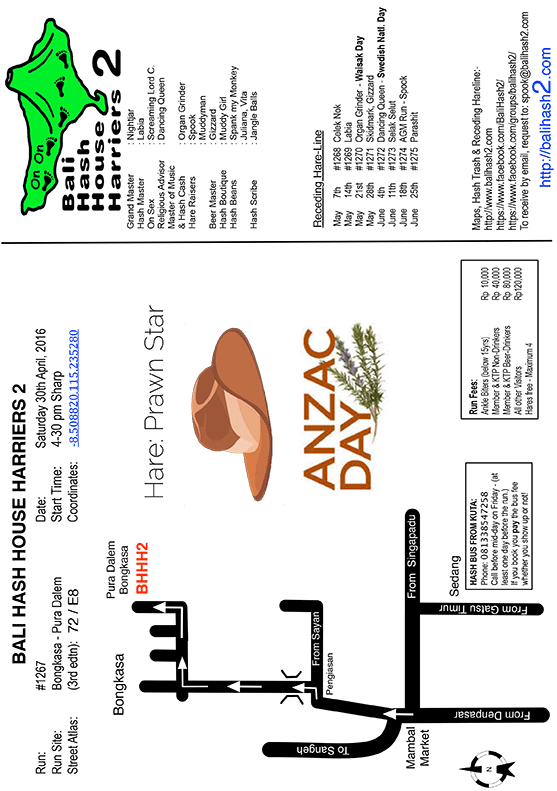 BALI HASH HOUSE HARRIERS 2
Run: #1267
Run Site: Bongkasa - Pura Dalem
Street Atlas: (3rd edtn): 72 / E8
Date: Saturday 30th April, 2016
Start Time: 4-30 pm Sharp
Coordinates: -8.508820,115.235280
Hare: Prawn Star
ANZAC
DAY
Pura Dalem
Bongkasa
BHHH2
Bongkasa
From Sayan
Pengiasan
To Sangeh
From Singapadu
Mambal
Market
From Denpasar
Sedang
From Gatsu Timur
N
HASH BUS FROM KUTA:
Phone: 081338547258
Call before mid-day on Friday - (at
least one day before the run.)
If you book you pay the bus fee
whether you show up or not!
Run Fees:
Ankle Biters (below 15yrs) Rp 10,000
Member & KTP Non-Drinkers Rp 40,000
Member & KTP Beer-Drinkers Rp 80,000
All other Visitors Rp120,000
Hares free - Maximum 4
On On
Bali
Hash
House
Harriers 2
Grand Master : Nightjar
Hash Master : Labia
On Sex : Screaming Lord C.
Religious Advisor : Dancing Queen
Master of Music
& Hash Cash : Organ Grinder
Hare Raisers : Spook
: Muddyman
Beer Master : Gizzard
Hash Boutique : Muddy Girl
Hash Beins : Spank my Monkey
: Juliana, Vita
Hash Scribe : Jangle Balls
Receding Hare-Line
May 7th #1268 Colek Nok
May 14th #1269 Labia
May 21st #1270 Organ Grinder - Waisak Day
May 28th #1271 Skidmark, Gizzard
June 4th #1272 Dancing Queen - Swedish Natl. Day
June 11th #1273 Salak Selut
June 18th #1274 AGM Run - Spook
June 25th #1275 Parashit
Maps, Hash Trash & Receding Hareline:-
http://www.balihash2.com
https://www.facebook.com/BaliHash2/
https://www.facebook.com/groups/balihash2/
To receive by email, request to: spook@balihash2.com
http://balihash2.com